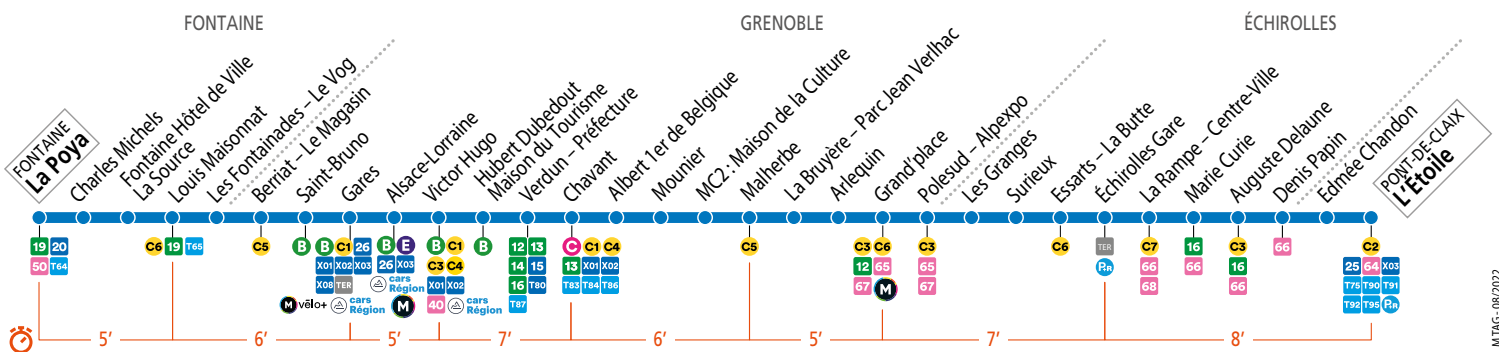 FONTAINE
GRENOBLE
ÉCHIROLLES
FONTAINE
La Poya
Charles Michels
Fontaine Hôtel de Ville
La Source
Louis Maisonnat
Les Fontainades – Le Vog
Berriat – Le Magasin
Saint-Bruno
Gares
Alsace-Lorraine
Victor Hugo
Hubert Dubedout
Maison du Tourisme
Verdun – Préfecture
Chavant
Albert 1er de Belgique
Mounier
MC2 : Maison de la Culture
Malherbe
La Bruyère – Parc Jean Verlhac
Arlequin
Grand'place
Polesud – Alpexpo
Les Granges
Surieux
Essarts – La Butte
Échirolles Gare
La Rampe – Centre-Ville
Marie Curie
Auguste Delaune
Denis Papin
Edmée Chandon
PONT-DE-CLAIX
L'Étoile
19 20
50 T64
C6 19 T65
C5
B
B C1 26
X01 X02 X03
X08 TER
M vélo+ cars Région
B E
26 X03
cars Région
M
B C1
C3 C4
X01 X02
40 cars Région
B
12 13
14 15
16 T80
T87
C C1 C4
13 X01 X02
T83 T84 T86
C5
C3 C6
12 65
67 M
C3
65
67
C6
TER
P+R
C7
66
68
16
66
C3
16
66
66
C2
25 64 X03
T75 T90 T91
T92 T95 P+R
5’ 6’ 5’ 7’ 6’ 5’ 7’ 8’
M TAG - 08/2022